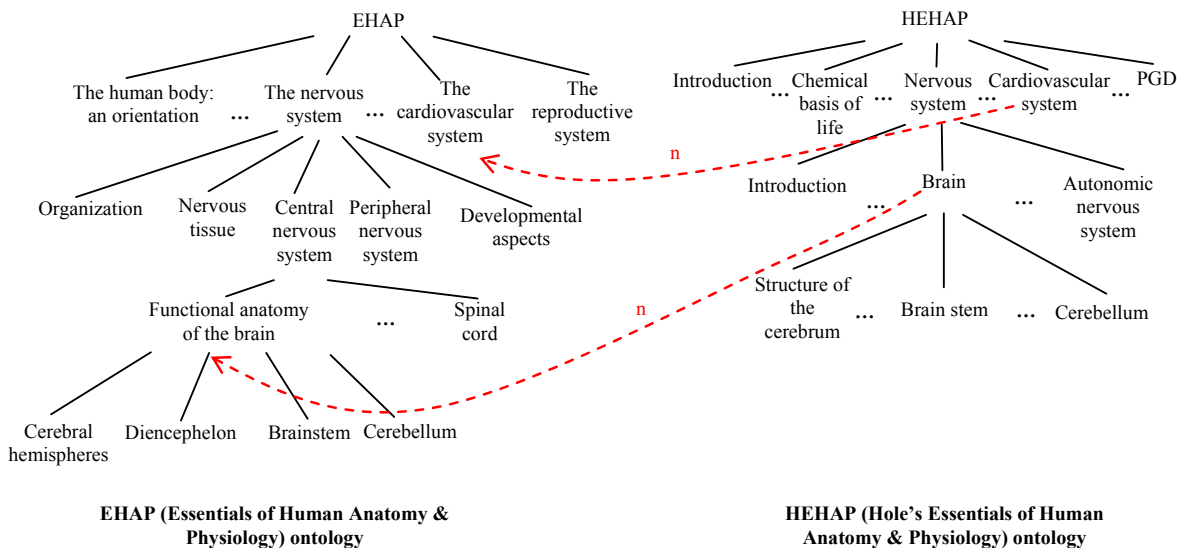 EHAP
The human body:
an orientation
...
The nervous
system
...
The
cardiovascular
system
The
reproductive
system
Organization
Nervous
tissue
Central
nervous
system
Peripheral
nervous
system
Developmental
aspects
Functional anatomy
of the brain
...
Spinal
cord
Cerebral
hemispheres
Diencephelon
Brainstem
Cerebellum
EHAP (Essentials of Human Anatomy &
Physiology) ontology
n
n
HEHAP
Introduction
...
Chemical
basis of
life
...
Nervous
system
...
Cardiovascular
system
...
PGD
Introduction
...
Brain
...
Autonomic
nervous
system
Structure of
the
cerebrum
...
Brain stem
...
Cerebellum
HEHAP (Hole's Essentials of Human
Anatomy & Physiology) ontology